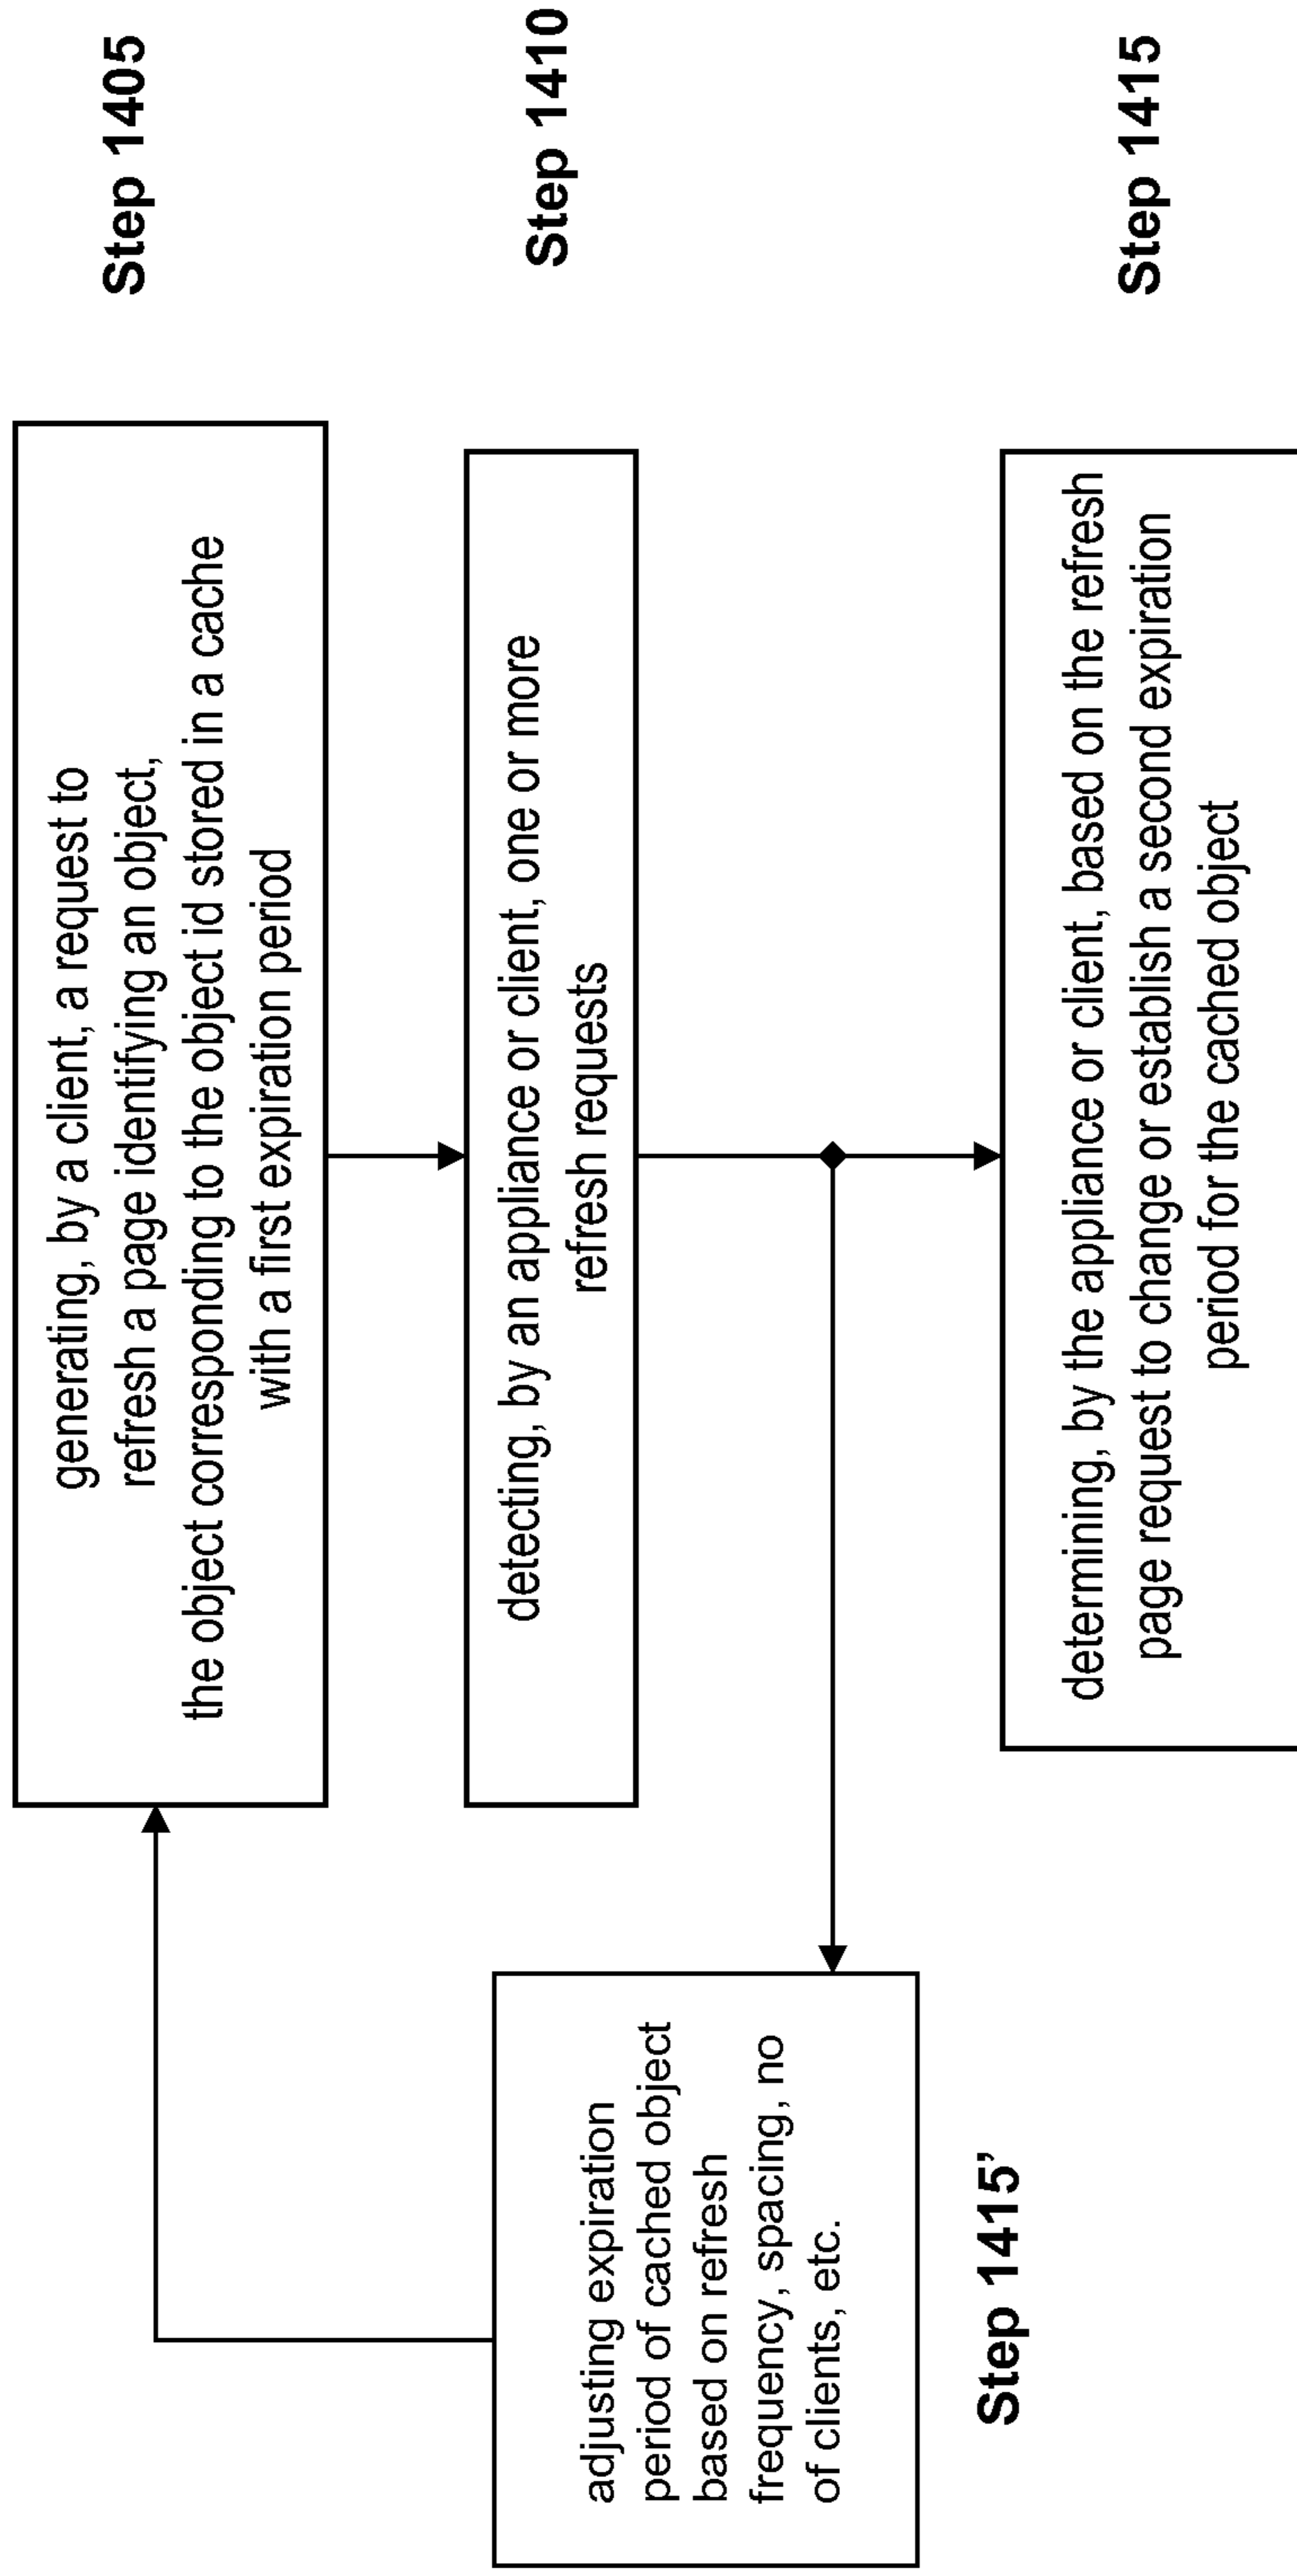 generating, by a client, a request to
refresh a page identifying an object,
the object corresponding to the object id stored in a cache
with a first expiration period
Step 1405
detecting, by an appliance or client, one or more
refresh requests
Step 1410
adjusting expiration
period of cached object
based on refresh
frequency, spacing, no
of clients, etc.
Step 1415’
determining, by the appliance or client, based on the refresh
page request to change or establish a second expiration
period for the cached object
Step 1415